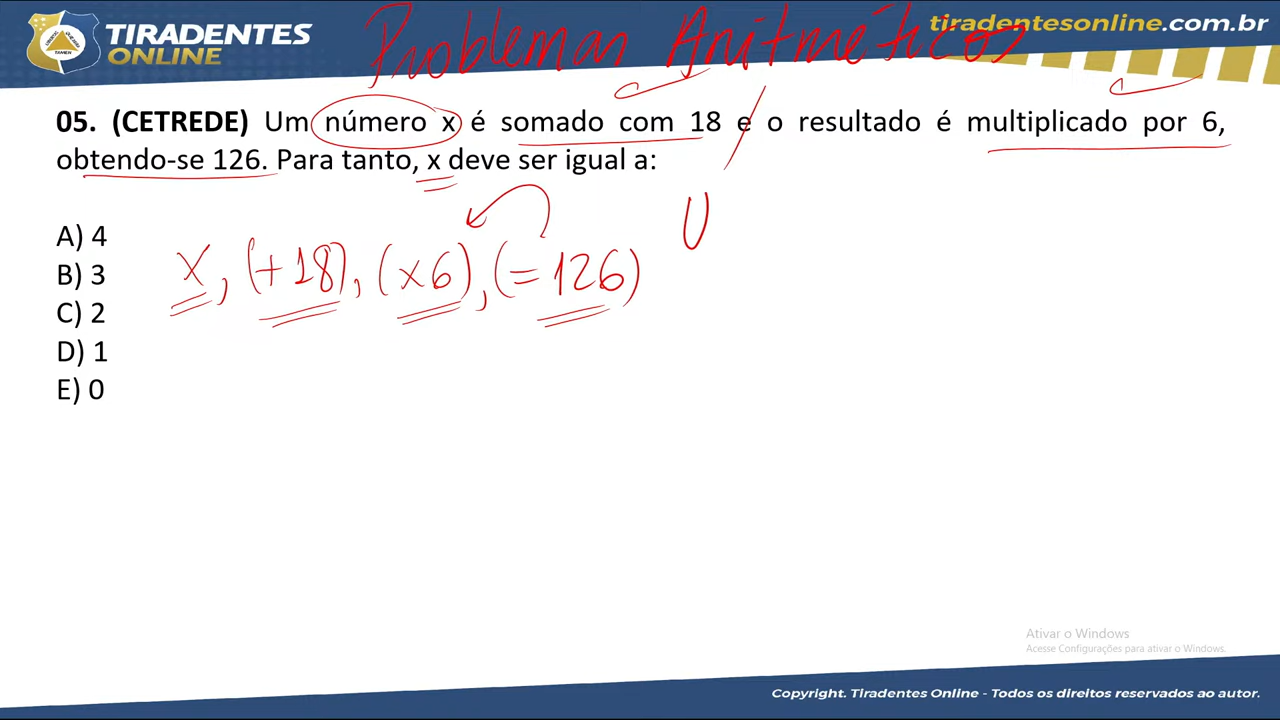 TIRADENTES
ONLINE
Problemas Aritméticos
tiradentesonline.com.br
05. (CETREDE) Um número x é somado com 18 e o resultado é multiplicado por 6,
obtendo-se 126. Para tanto, x deve ser igual a:
A) 4
B) 3
C) 2
D) 1
E) 0
x, (+18), (x6), (=126)
U
Ativar o Windows
Acesse Configurações para ativar o Windows.
Copyright. Tiradentes Online - Todos os direitos reservados ao autor.